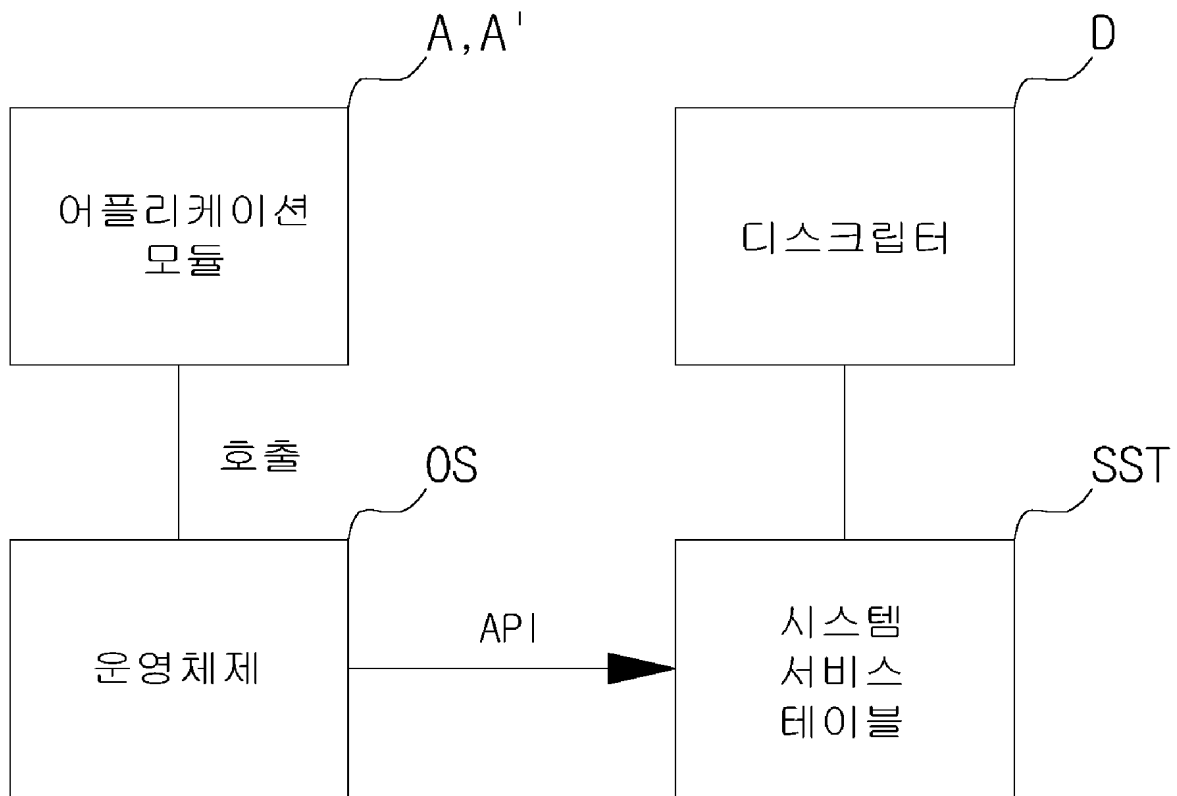 A,A'
D
어플리케이션
모듈
디스크립터
호출
OS
SST
운영체제
API
시스템
서비스
테이블